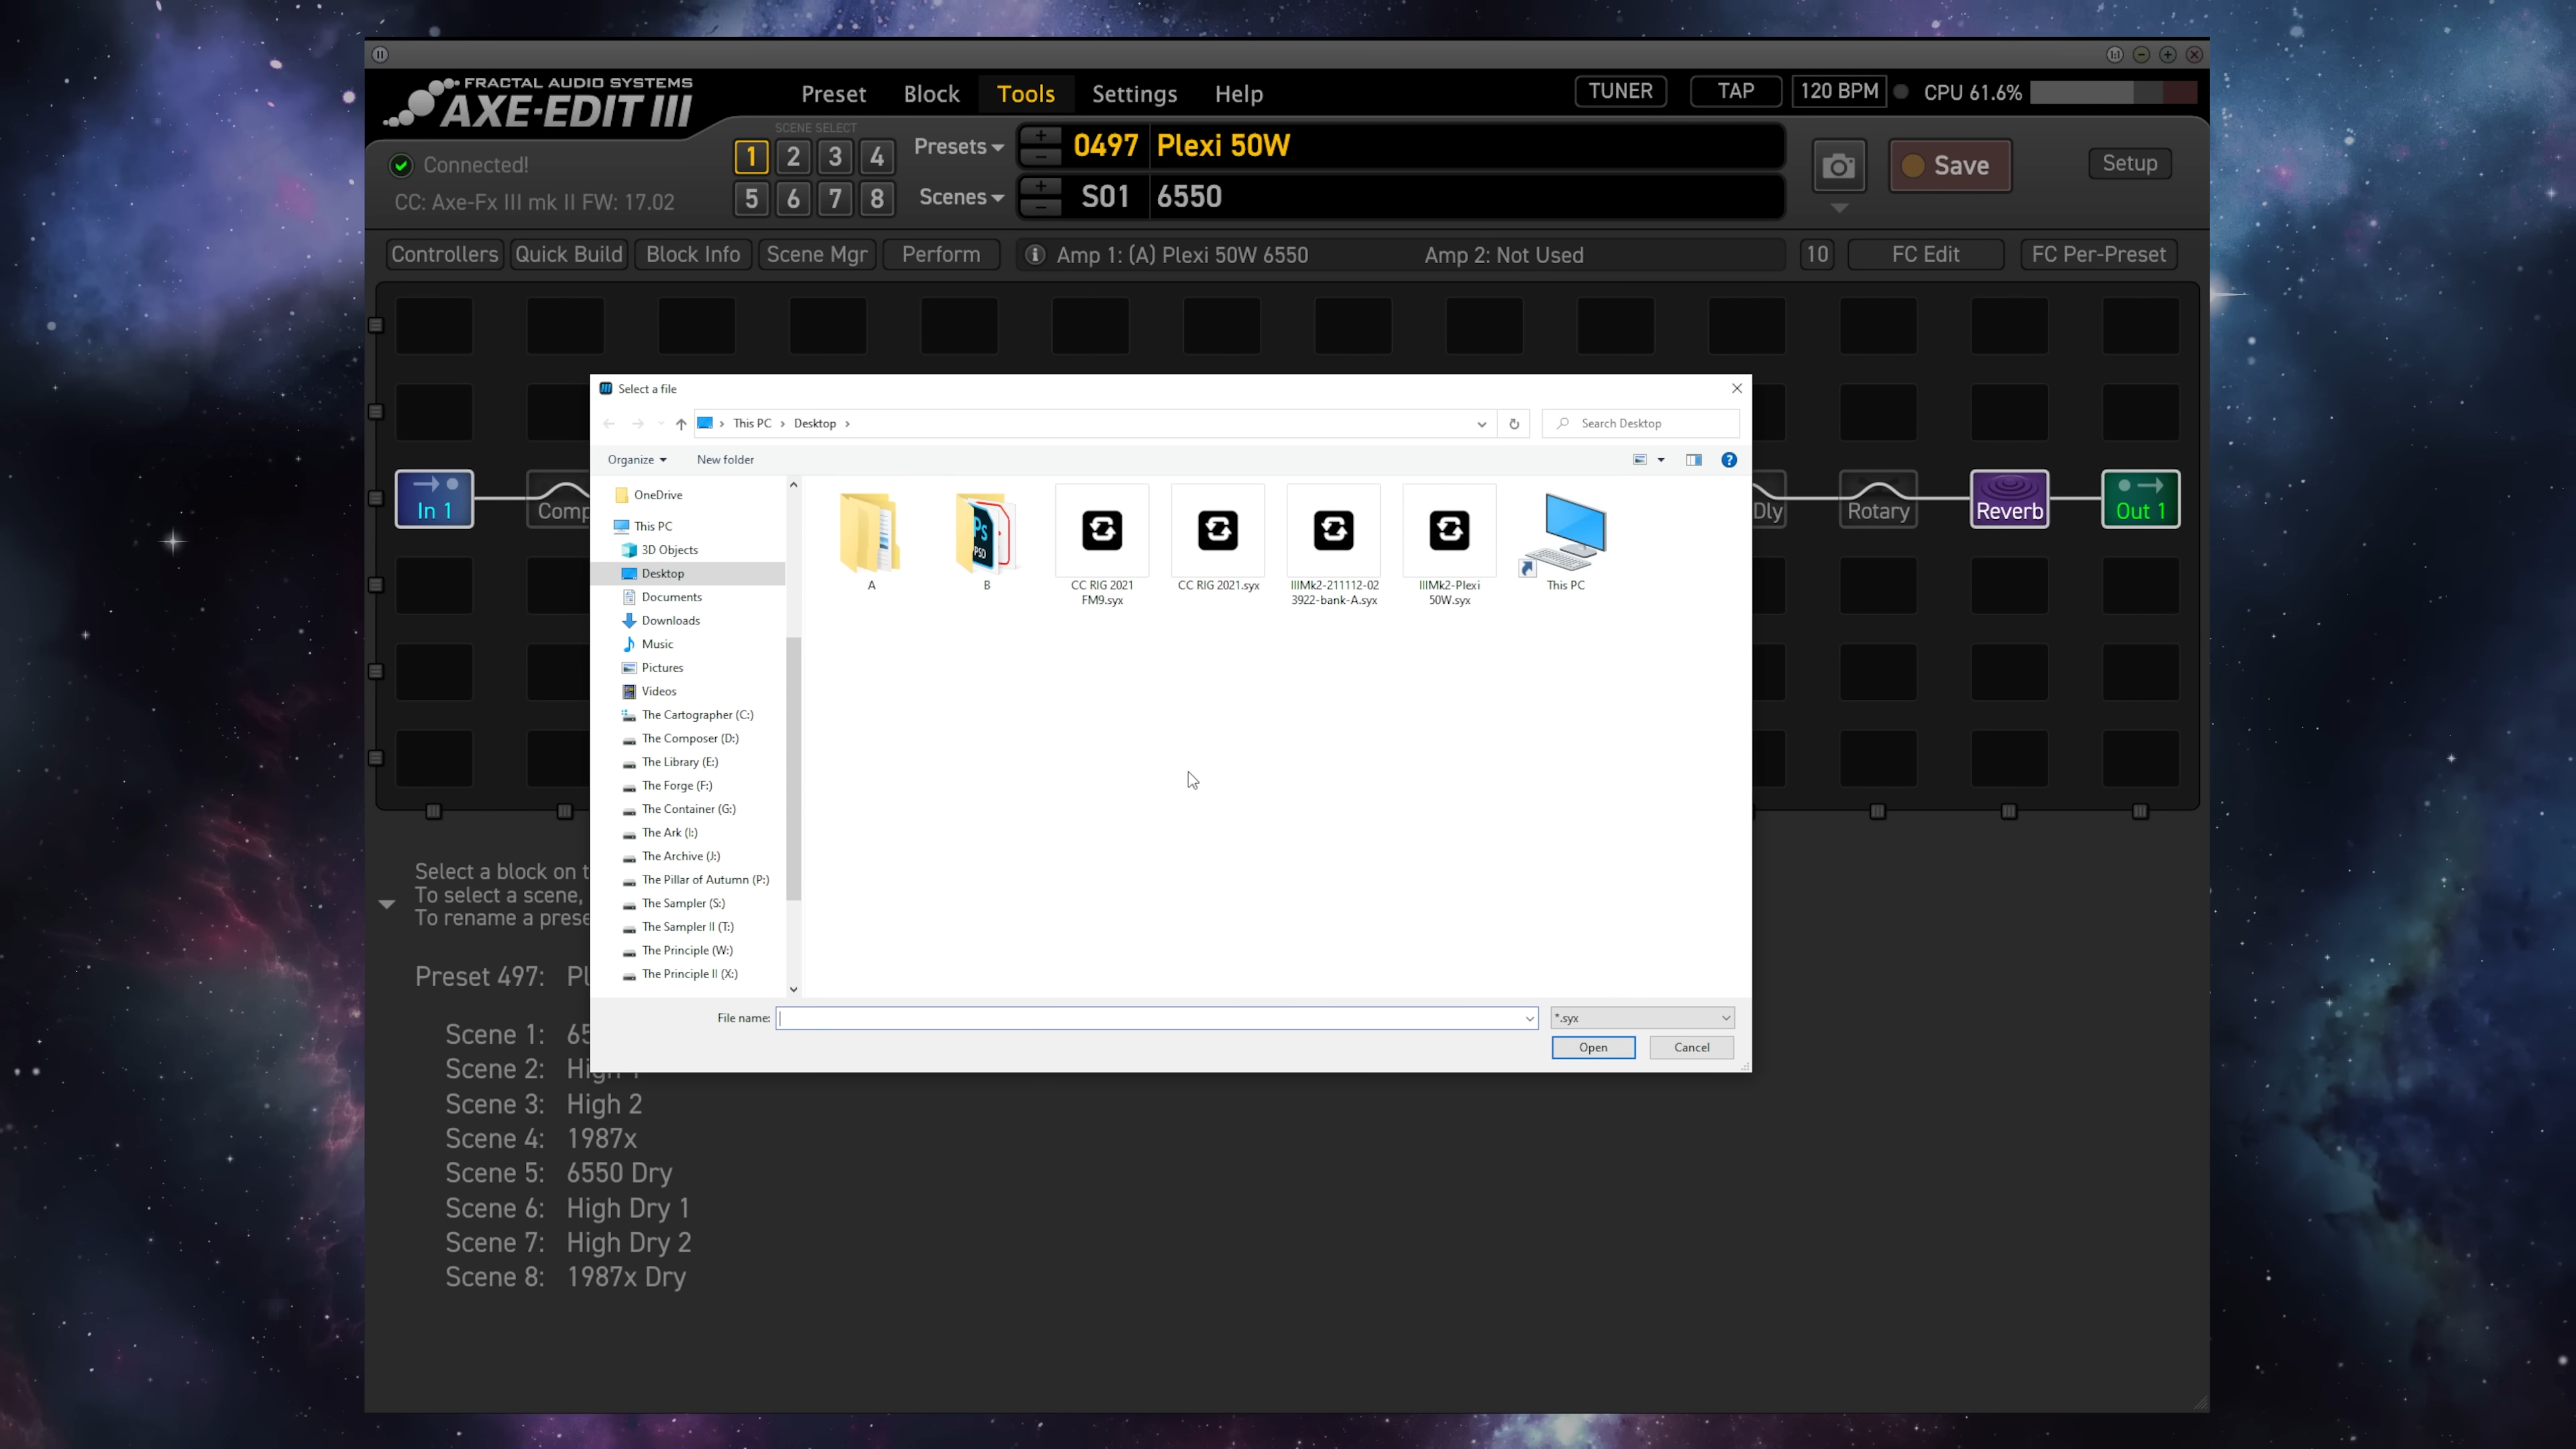 FRACTAL AUDIO SYSTEMS
AXE-EDIT III
Preset Block Tools Settings Help
TUNER TAP 120 BPM CPU 61.6%
Connected!
CC: Axe-Fx III mk II FW: 17.02
SCENE SELECT
1 2 3 4
5 6 7 8
Presets 0497 Plexi 50W
Scenes S01 6550
Save
Setup
Controllers Quick Build Block Info Scene Mgr Perform
Amp 1: (A) Plexi 50W 6550 Amp 2: Not Used
10 FC Edit FC Per-Preset
In 1 Comp Dly Rotary Reverb Out 1
Select a file
This PC Desktop
Search Desktop
Organize New folder
OneDrive
This PC
3D Objects
Desktop
Documents
Downloads
Music
Pictures
Videos
The Cartographer (C:)
The Composer (D:)
The Library (E:)
The Forge (F:)
The Container (G:)
The Ark (I:)
The Archive (J:)
The Pillar of Autumn (P:)
The Sampler (S:)
The Sampler II (T:)
The Principle (W:)
The Principle II (X:)
A
B
Ps
PSD
CC RIG 2021
FM9.syx
CC RIG 2021.syx
IIIMk2-211112-02
3922-bank-A.syx
IIIMk2-Plexi
50W.syx
This PC
File name:
*.syx
Open Cancel
Select a block on t
To select a scene,
To rename a prese
Preset 497: Pl
Scene 1: 65
Scene 2: High 1
Scene 3: High 2
Scene 4: 1987x
Scene 5: 6550 Dry
Scene 6: High Dry 1
Scene 7: High Dry 2
Scene 8: 1987x Dry